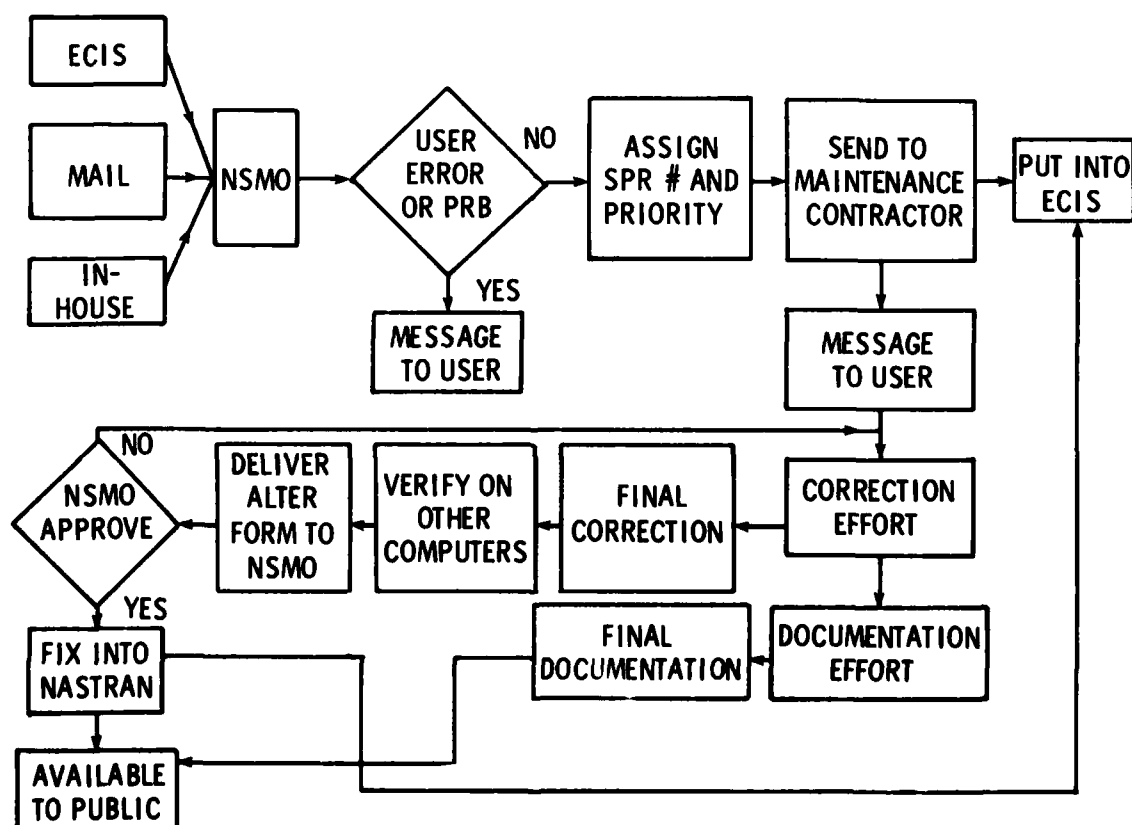 ECIS
MAIL
IN-
HOUSE
NSMO
USER
ERROR
OR PRB
NO
YES
MESSAGE
TO USER
ASSIGN
SPR # AND
PRIORITY
SEND TO
MAINTENANCE
CONTRACTOR
PUT INTO
ECIS
MESSAGE
TO USER
CORRECTION
EFFORT
FINAL
CORRECTION
VERIFY ON
OTHER
COMPUTERS
DELIVER
ALTER
FORM TO
NSMO
NO
NSMO
APPROVE
YES
FIX INTO
NASTRAN
DOCUMENTATION
EFFORT
FINAL
DOCUMENTATION
AVAILABLE
TO PUBLIC